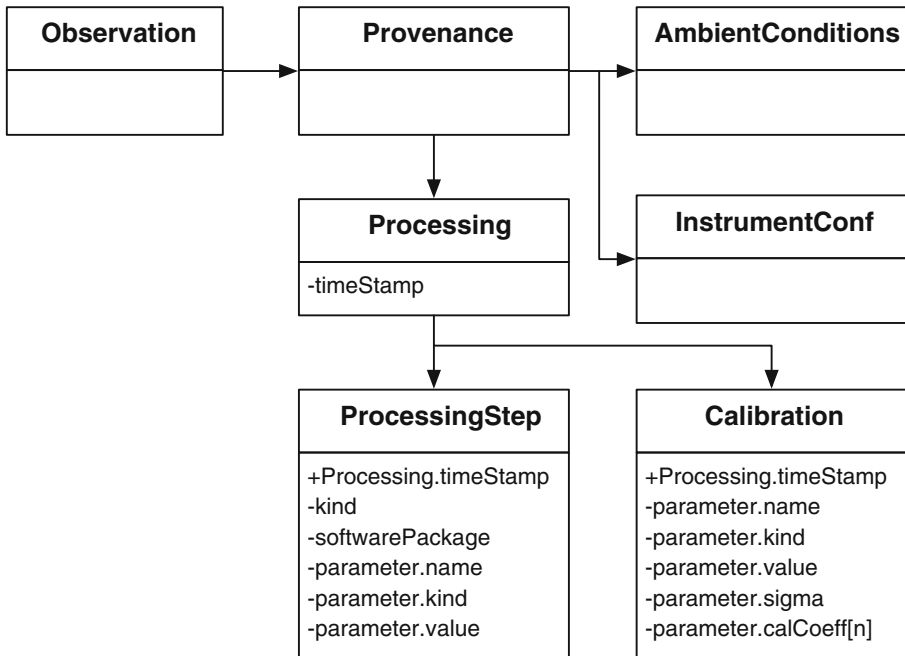 Observation
Provenance
AmbientConditions
Processing
-timeStamp
InstrumentConf
ProcessingStep
+Processing.timeStamp
-kind
-softwarePackage
-parameter.name
-parameter.kind
-parameter.value
Calibration
+Processing.timeStamp
-parameter.name
-parameter.kind
-parameter.value
-parameter.sigma
-parameter.calCoeff[n]